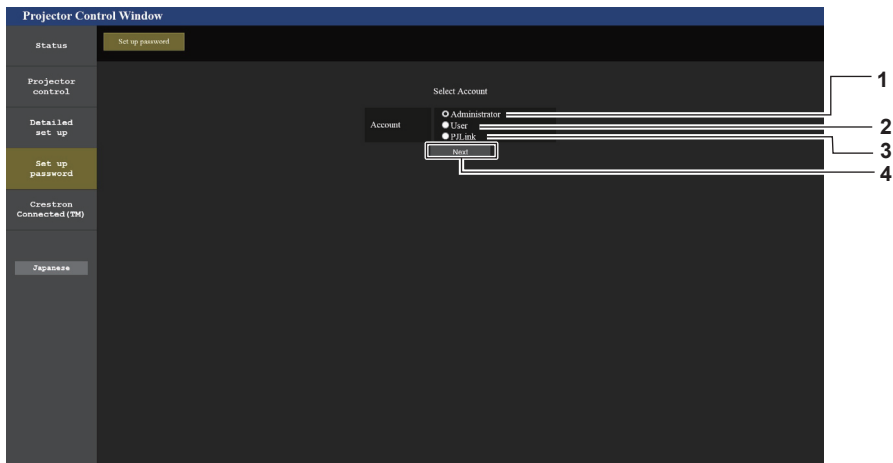 Projector Control Window
Status
Set up password
Projector
control
Detailed
set up
Set up
password
Crestron
Connected(TM)
Japanese
Select Account
Account
Administrator
User
PJLink
Next
1
2
3
4